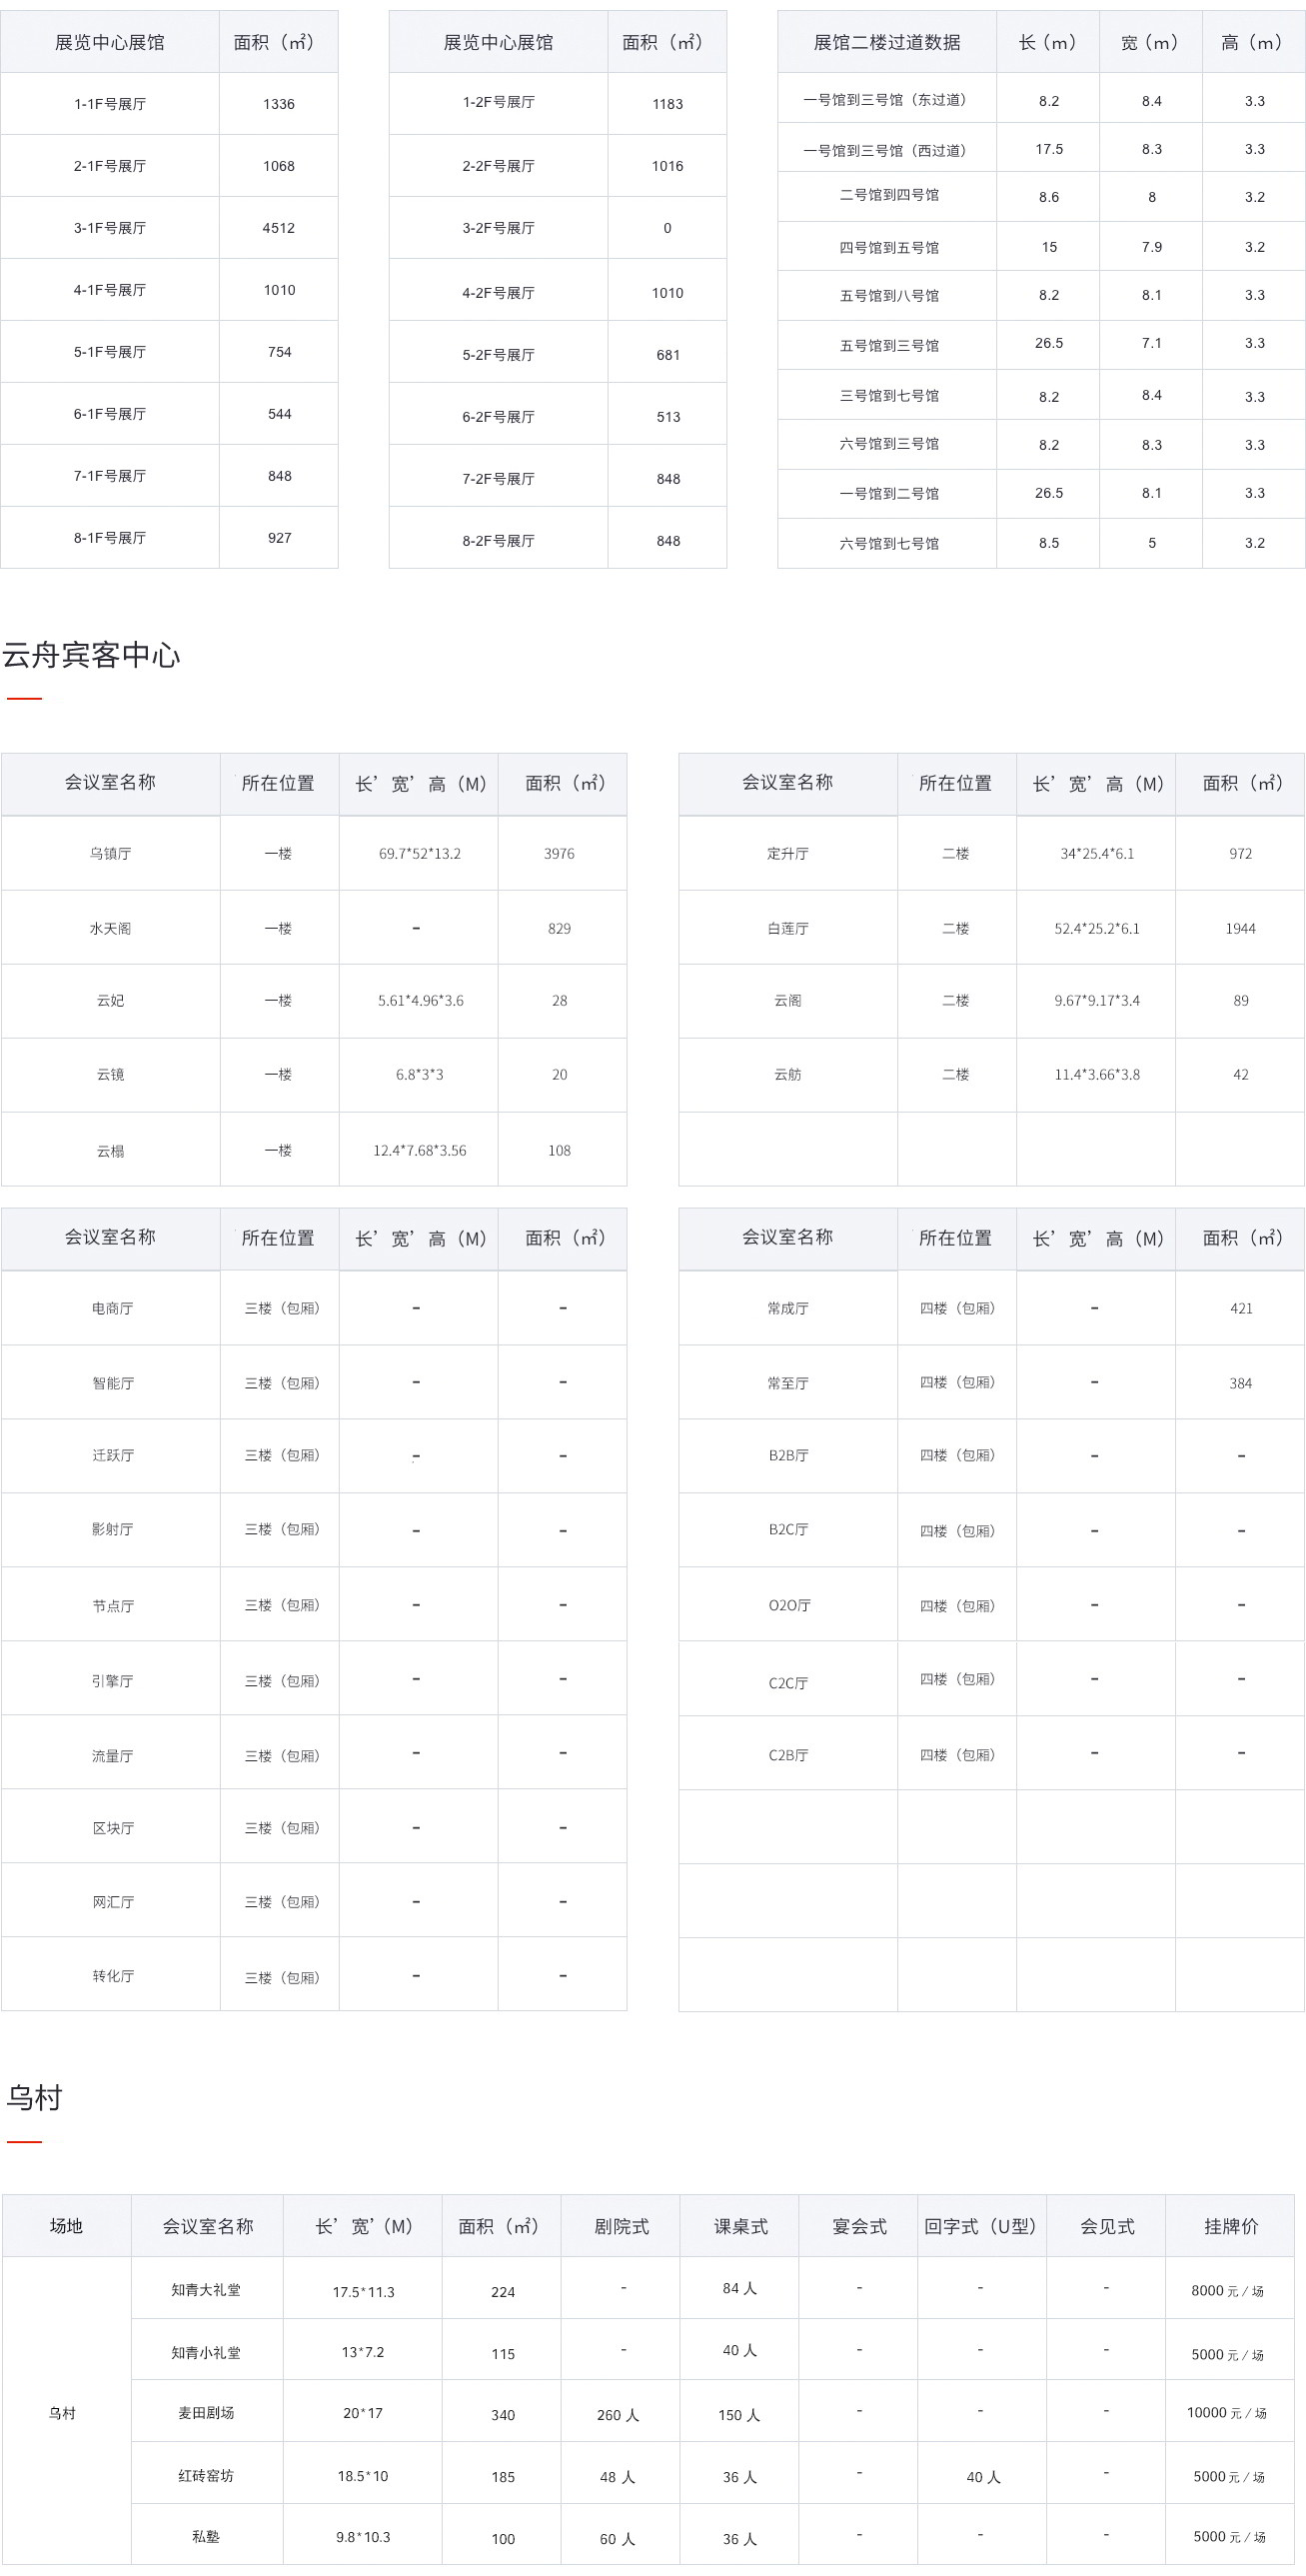 展览中心展馆 面积（㎡）
1-1F号展厅 1336
2-1F号展厅 1068
3-1F号展厅 4512
4-1F号展厅 1010
5-1F号展厅 754
6-1F号展厅 544
7-1F号展厅 848
8-1F号展厅 927
展览中心展馆 面积（㎡）
1-2F号展厅 1183
2-2F号展厅 1016
3-2F号展厅 0
4-2F号展厅 1010
5-2F号展厅 681
6-2F号展厅 513
7-2F号展厅 848
8-2F号展厅 848
展馆二楼过道数据 长（m） 宽（m） 高（m）
一号馆到三号馆（东过道） 8.2 8.4 3.3
一号馆到三号馆（西过道） 17.5 8.3 3.3
二号馆到四号馆 8.6 8 3.2
四号馆到五号馆 15 7.9 3.2
五号馆到八号馆 8.2 8.1 3.3
五号馆到三号馆 26.5 7.1 3.3
三号馆到七号馆 8.2 8.4 3.3
六号馆到三号馆 8.2 8.3 3.3
一号馆到二号馆 26.5 8.1 3.3
六号馆到七号馆 8.5 5 3.2
云舟宾客中心
会议室名称 所在位置 长’宽’高（M） 面积（㎡）
乌镇厅 一楼 69.7*52*13.2 3976
水天阁 一楼 - 829
云妃 一楼 5.61*4.96*3.6 28
云镜 一楼 6.8*3*3 20
云榻 一楼 12.4*7.68*3.56 108
会议室名称 所在位置 长’宽’高（M） 面积（㎡）
定升厅 二楼 34*25.4*6.1 972
白莲厅 二楼 52.4*25.2*6.1 1944
云阁 二楼 9.67*9.17*3.4 89
云舫 二楼 11.4*3.66*3.8 42
会议室名称 所在位置 长’宽’高（M） 面积（㎡）
电商厅 三楼（包厢） - -
智能厅 三楼（包厢） - -
迁跃厅 三楼（包厢） - -
影射厅 三楼（包厢） - -
节点厅 三楼（包厢） - -
引擎厅 三楼（包厢） - -
流量厅 三楼（包厢） - -
区块厅 三楼（包厢） - -
网汇厅 三楼（包厢） - -
转化厅 三楼（包厢） - -
会议室名称 所在位置 长’宽’高（M） 面积（㎡）
常成厅 四楼（包厢） - 421
常至厅 四楼（包厢） - 384
B2B厅 四楼（包厢） - -
B2C厅 四楼（包厢） - -
O2O厅 四楼（包厢） - -
C2C厅 四楼（包厢） - -
C2B厅 四楼（包厢） - -
乌村
场地 会议室名称 长’宽’（M） 面积（㎡） 剧院式 课桌式 宴会式 回字式（U型） 会见式 挂牌价
知青大礼堂 17.5*11.3 224 - 84 人 - - - 8000 元／场
知青小礼堂 13*7.2 115 - 40 人 - - - 5000 元／场
乌村 麦田剧场 20*17 340 260 人 150 人 - - - 10000 元／场
红砖窑坊 18.5*10 185 48 人 36 人 - 40 人 - 5000 元／场
私塾 9.8*10.3 100 60 人 36 人 - - - 5000 元／场